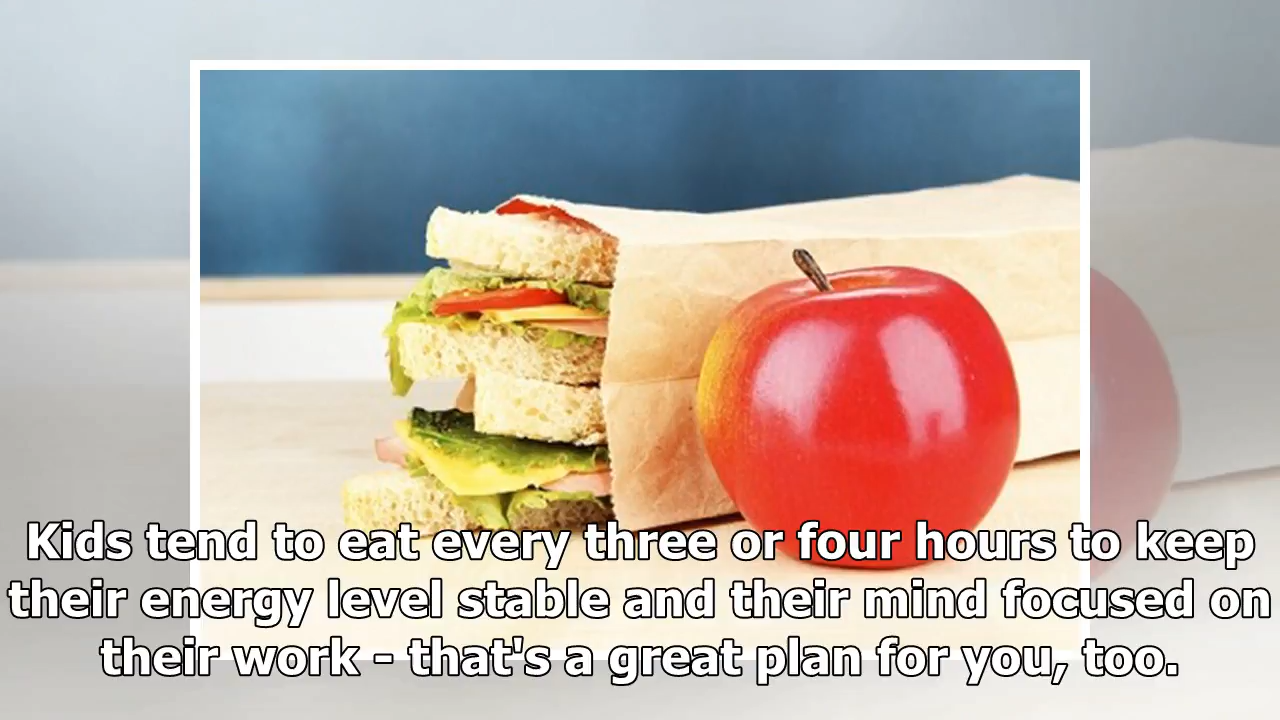 Kids tend to eat every three or four hours to keep
their energy level stable and their mind focused on
their work - that's a great plan for you, too.